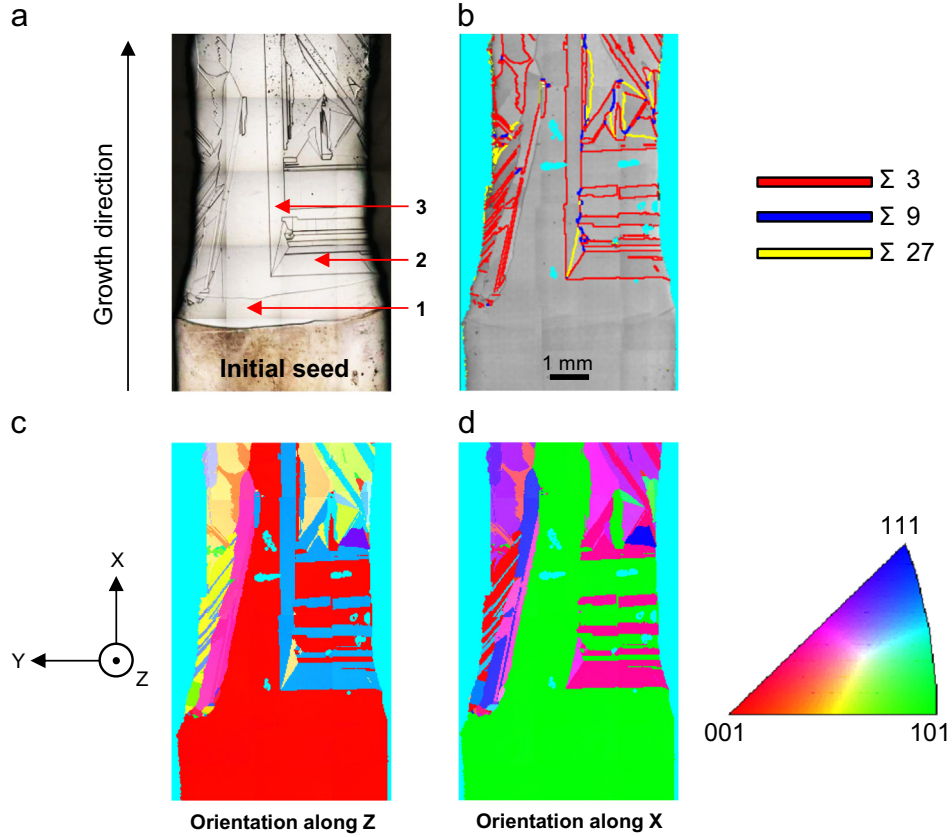 a
b
Growth direction
3
2
1
Initial seed
1 mm
Σ 3
Σ 9
Σ 27
c
d
X
Y
Z
111
001
101
Orientation along Z
Orientation along X